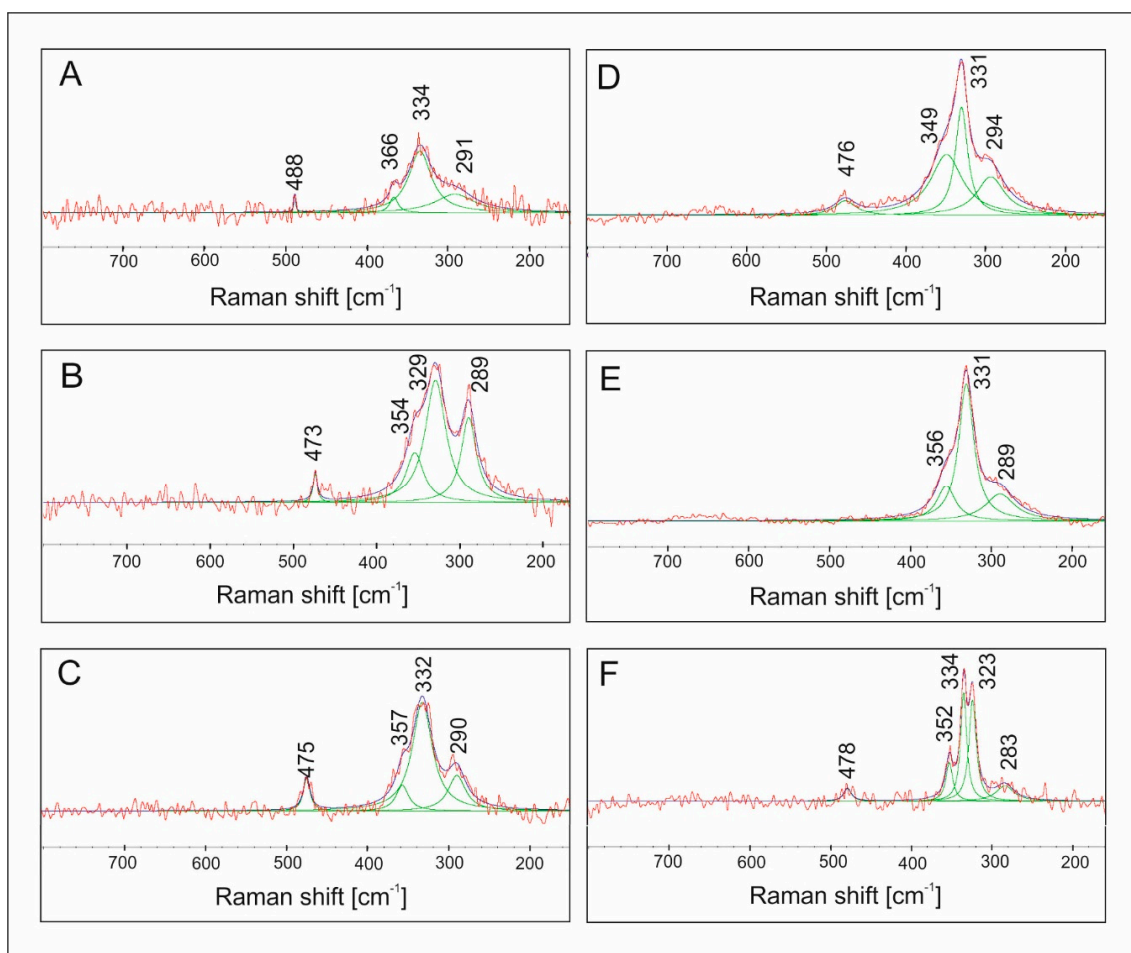 A
488
366
334
291
700 600 500 400 300 200
Raman shift [cm⁻¹]
B
473
354
329
289
700 600 500 400 300 200
Raman shift [cm⁻¹]
C
475
357
332
290
700 600 500 400 300 200
Raman shift [cm⁻¹]
D
476
349
331
294
700 600 500 400 300 200
Raman shift [cm⁻¹]
E
356
331
289
700 600 500 400 300 200
Raman shift [cm⁻¹]
F
478
352
334
323
283
700 600 500 400 300 200
Raman shift [cm⁻¹]